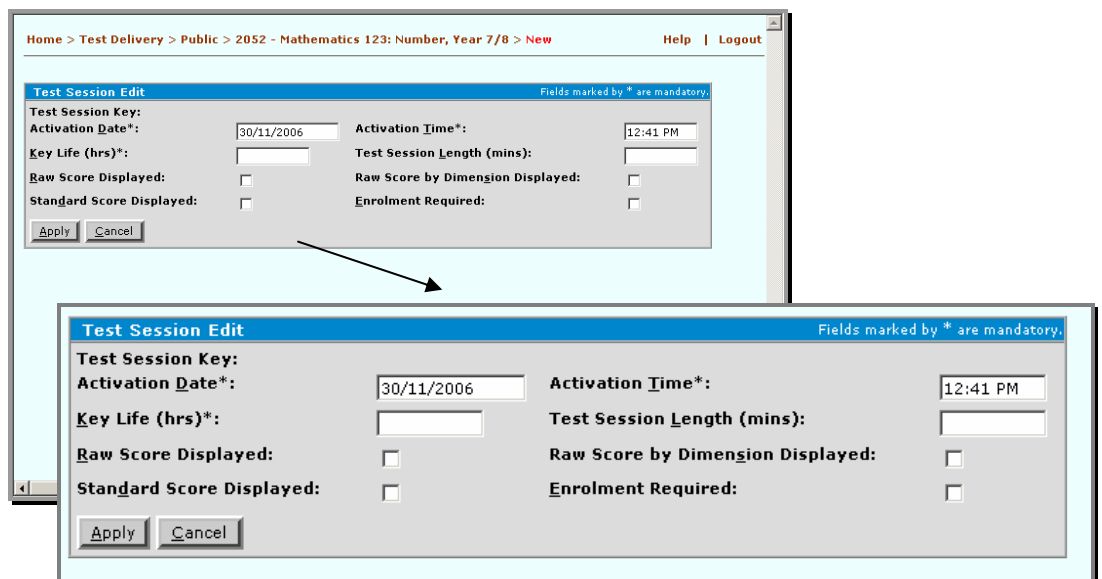 Home > Test Delivery > Public > 2052 - Mathematics 123: Number, Year 7/8 > New Help | Logout
Test Session Edit Fields marked by * are mandatory.
Test Session Key:
Activation Date*: 30/11/2006 Activation Time*: 12:41 PM
Key Life (hrs)*: Test Session Length (mins):
Raw Score Displayed: Raw Score by Dimension Displayed:
Standard Score Displayed: Enrolment Required:
Apply Cancel
Test Session Edit Fields marked by * are mandatory.
Test Session Key:
Activation Date*: 30/11/2006 Activation Time*: 12:41 PM
Key Life (hrs)*: Test Session Length (mins):
Raw Score Displayed: Raw Score by Dimension Displayed:
Standard Score Displayed: Enrolment Required:
Apply Cancel